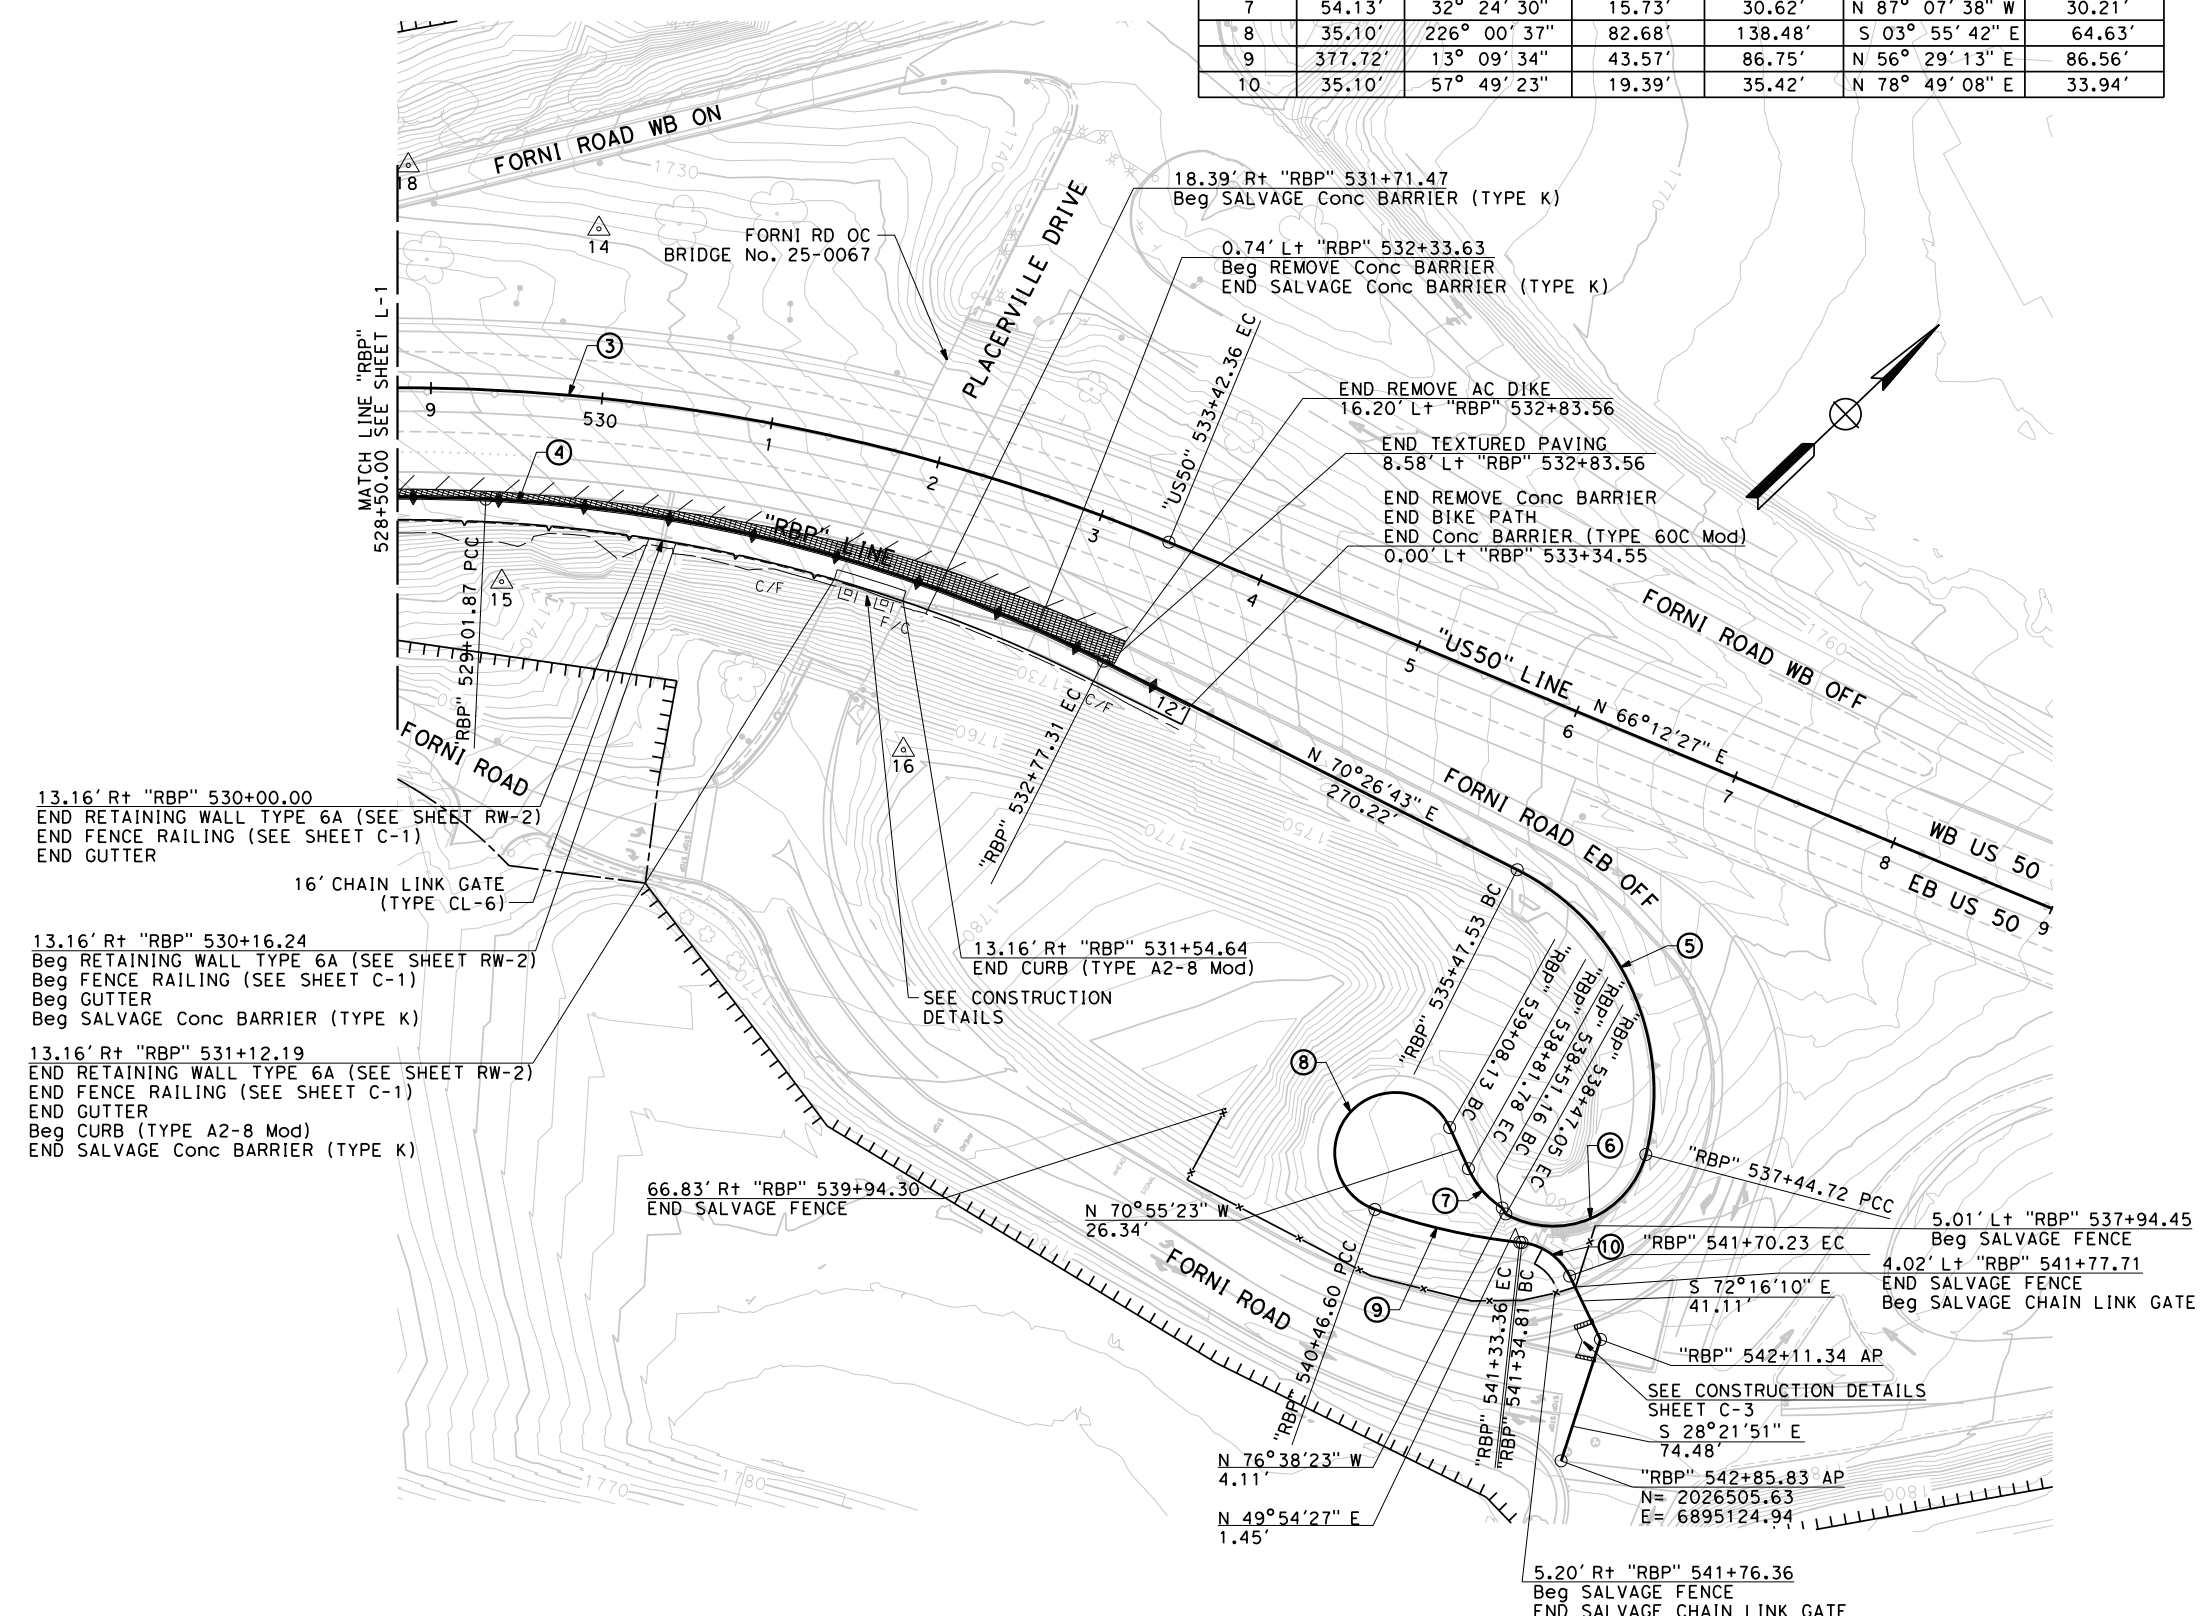 7 54.13' 32° 24' 30" 15.73' 30.62' N 87° 07' 38" W 30.21'
8 35.10' 226° 00' 37" 82.68' 138.48' S 03° 55' 42" E 64.63'
9 377.72' 13° 09' 34" 43.57' 86.75' N 56° 29' 13" E 86.56'
10 35.10' 57° 49' 23" 19.39' 35.42' N 78° 49' 08" E 33.94'
FORNI ROAD WB ON
1730
1740
1770
18
14
FORNI RD OC
BRIDGE No. 25-0067
PLACERVILLE DRIVE
18.39' Rt "RBP" 531+71.47
Beg SALVAGE Conc BARRIER (TYPE K)
0.74' Lt "RBP" 532+33.63
Beg REMOVE Conc BARRIER
END SALVAGE Conc BARRIER (TYPE K)
MATCH LINE "RBP"
528+50.00 SEE SHEET L-1
3
9
530
1
2
3
4
5
6
7
8
9
"US50" 533+42.36 EC
END REMOVE AC DIKE
16.20' Lt "RBP" 532+83.56
END TEXTURED PAVING
8.58' Lt "RBP" 532+83.56
END REMOVE Conc BARRIER
END BIKE PATH
END Conc BARRIER (TYPE 60C Mod)
0.00' Lt "RBP" 533+34.55
4
"RBP" LINE
C/F
F/C
C/F
12'
15
1740
"RBP" 529+01.87 PCC
FORNI ROAD
16
1730
1760
1750
1750
1770
1780
"RBP" 532+77.31 EC
N 70°26'43" E
270.22'
"US50" LINE
N 66°12'27" E
FORNI ROAD WB OFF
1760
FORNI ROAD EB OFF
WB US 50
EB US 50
13.16' Rt "RBP" 530+00.00
END RETAINING WALL TYPE 6A (SEE SHEET RW-2)
END FENCE RAILING (SEE SHEET C-1)
END GUTTER
16' CHAIN LINK GATE
(TYPE CL-6)
13.16' Rt "RBP" 530+16.24
Beg RETAINING WALL TYPE 6A (SEE SHEET RW-2)
Beg FENCE RAILING (SEE SHEET C-1)
Beg GUTTER
Beg SALVAGE Conc BARRIER (TYPE K)
13.16' Rt "RBP" 531+12.19
END RETAINING WALL TYPE 6A (SEE SHEET RW-2)
END FENCE RAILING (SEE SHEET C-1)
END GUTTER
Beg CURB (TYPE A2-8 Mod)
END SALVAGE Conc BARRIER (TYPE K)
13.16' Rt "RBP" 531+54.64
END CURB (TYPE A2-8 Mod)
SEE CONSTRUCTION
DETAILS
5
"RBP" 535+47.53 BC
"RBP" 539+08.13 BC
"RBP" 538+81.78 EC
"RBP" 538+51.16 BC
"RBP" 538+47.05 EC
8
6
7
"RBP" 537+44.72 PCC
66.83' Rt "RBP" 539+94.30
END SALVAGE FENCE
N 70°55'23" W
26.34'
FORNI ROAD
5.01' Lt "RBP" 537+94.45
Beg SALVAGE FENCE
10
"RBP" 541+70.23 EC
4.02' Lt "RBP" 541+77.71
END SALVAGE FENCE
Beg SALVAGE CHAIN LINK GATE
S 72°16'10" E
41.11'
9
"RBP" 540+46.60 PCC
"RBP" 541+33.36 EC
"RBP" 541+34.81 BC
"RBP" 542+11.34 AP
SEE CONSTRUCTION DETAILS
SHEET C-3
S 28°21'51" E
74.48'
N 76°38'23" W
4.11'
"RBP" 542+85.83 AP
N= 2026505.63
E= 6895124.94
N 49°54'27" E
1.45'
1770
1780
1800
5.20' Rt "RBP" 541+76.36
Beg SALVAGE FENCE
END SALVAGE CHAIN LINK GATE